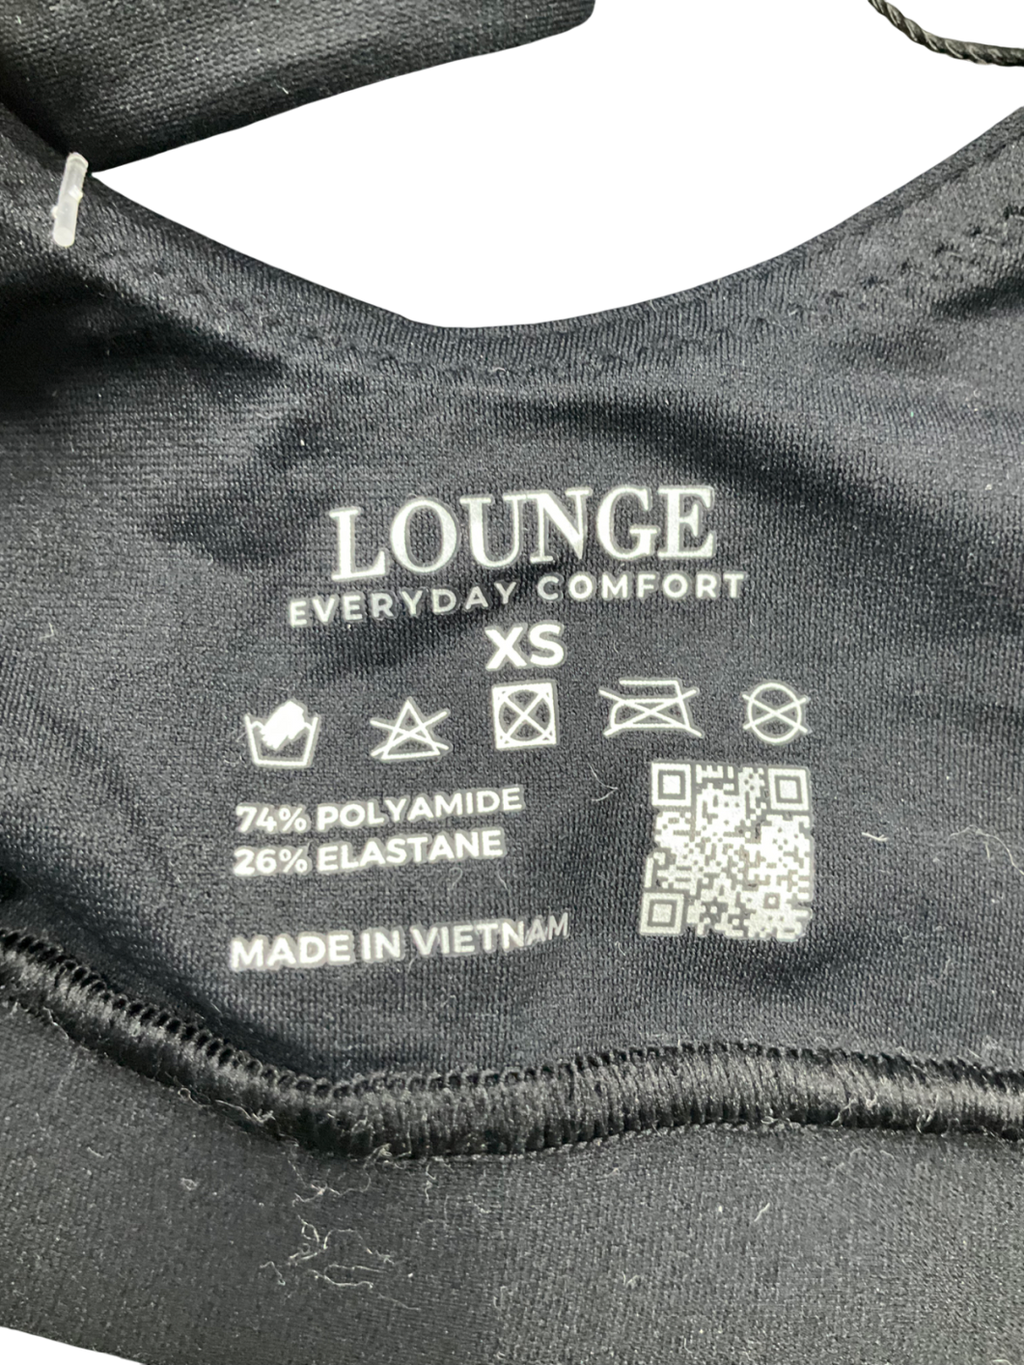 LOUNGE
EVERYDAY COMFORT
XS
74% POLYAMIDE
26% ELASTANE
MADE IN VIETNAM